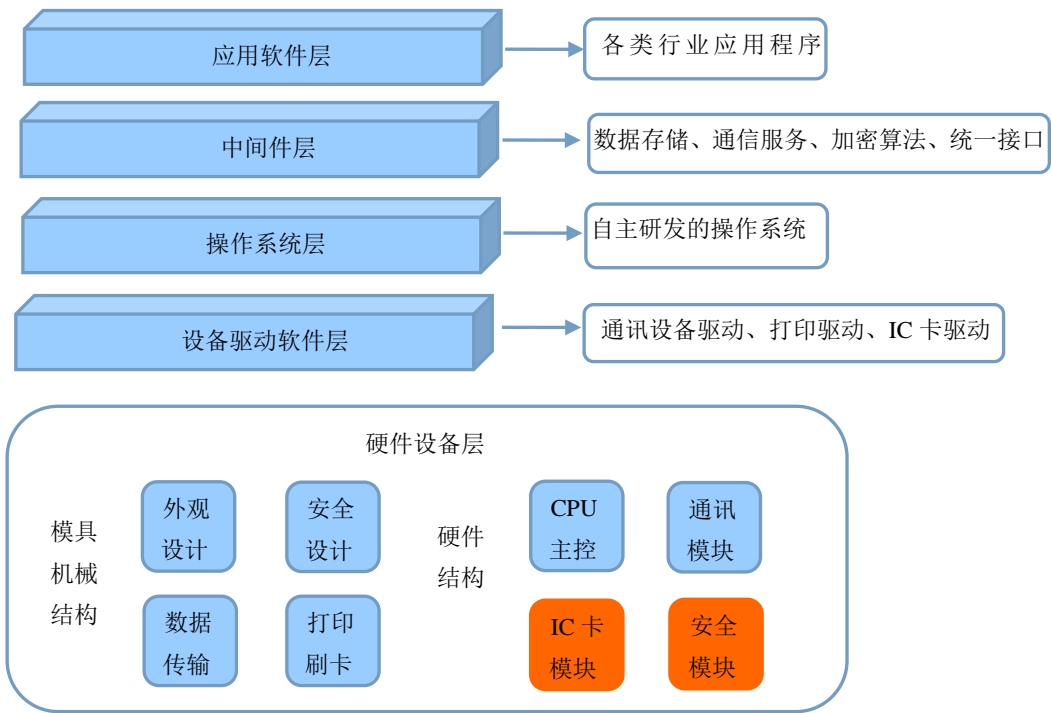 应用软件层
各类行业应用程序
中间件层
数据存储、通信服务、加密算法、统一接口
操作系统层
自主研发的操作系统
设备驱动软件层
通讯设备驱动、打印驱动、IC 卡驱动
硬件设备层
模具
机械
结构
外观
设计
安全
设计
数据
传输
打印
刷卡
硬件
结构
CPU
主控
通讯
模块
IC 卡
模块
安全
模块